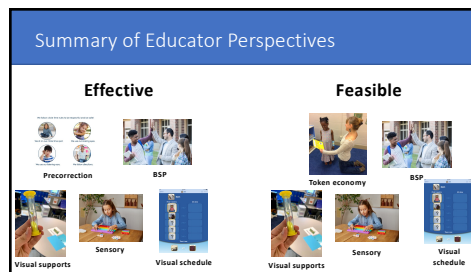 Summary of Educator Perspectives
Effective
Feasible
Precorrection
BSP
Token economy
BSP
Visual supports
Sensory
Visual schedule
Visual supports
Sensory
Visual
schedule